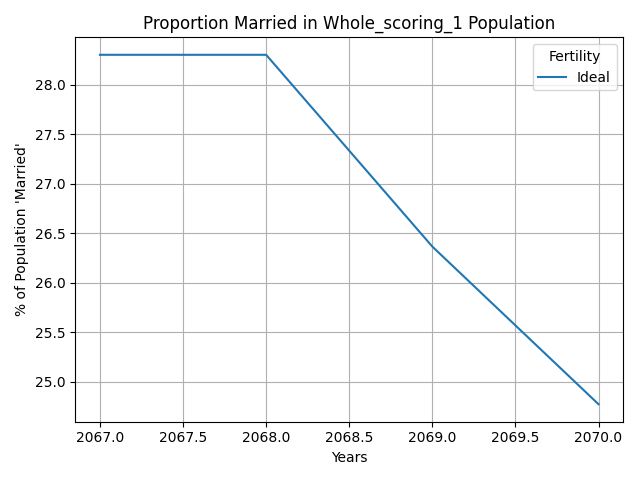 Proportion Married in Whole_scoring_1 Population
Fertility
Ideal
28.0
27.5
27.0
26.5
26.0
25.5
25.0
% of Population 'Married'
2067.0 2067.5 2068.0 2068.5 2069.0 2069.5 2070.0
Years